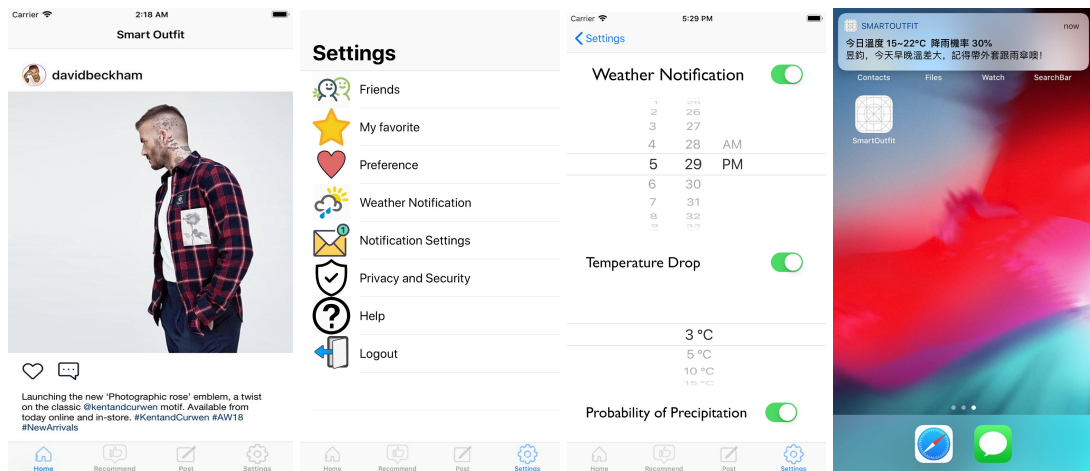 Carrier 2:18 AM
Smart Outfit
davidbeckham
Launching the new 'Photographic rose' emblem, a twist
on the classic @kentandcurwen motif. Available from
today online and in-store. #KentandCurwen #AW18
#NewArrivals
Home Recommend Post Settings
Settings
Friends
My favorite
Preference
Weather Notification
1
Notification Settings
Privacy and Security
Help
Logout
Home Recommend Post Settings
Carrier 5:29 PM
Settings
Weather Notification
2 26
3 27
4 28 AM
5 29 PM
6 30
7 31
8 32
Temperature Drop
3 °C
5 °C
10 °C
15 °C
Probability of Precipitation
Home Recommend Post Settings
SMARTOUTFIT now
今日溫度 15~22°C 降雨機率 30%
昱鈞，今天早晚溫差大，記得帶外套跟雨傘噢！
Contacts Files Watch SearchBar
SmartOutfit